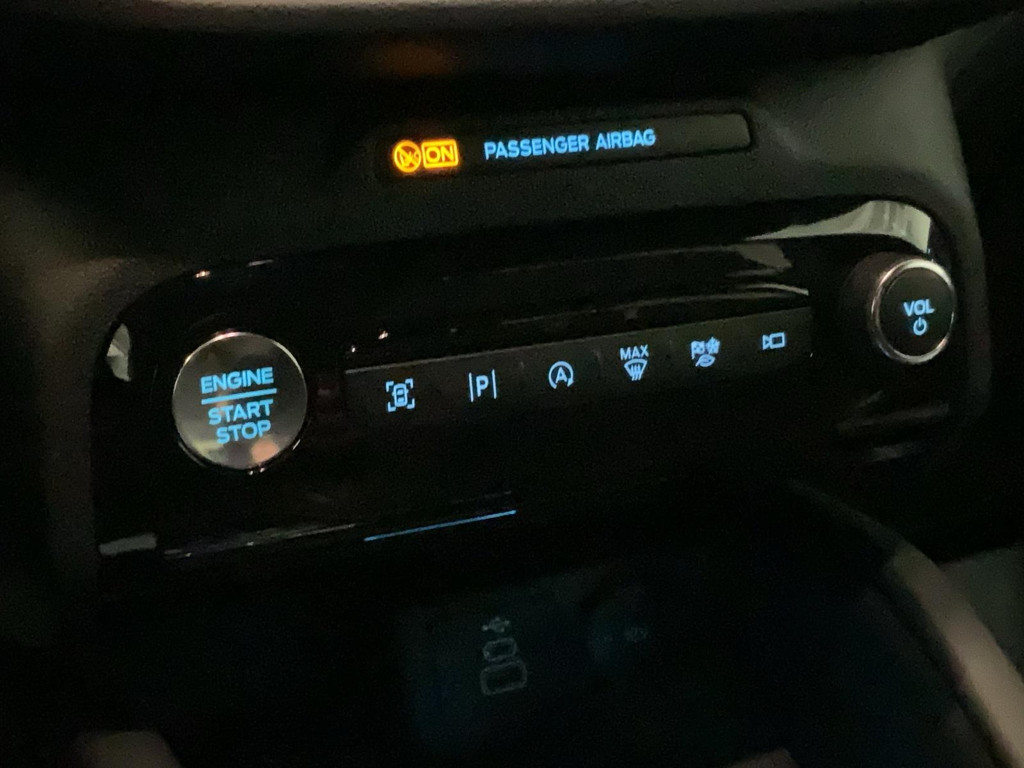 ON PASSENGER AIRBAG
ENGINE
START
STOP
P
A
MAX
VOL